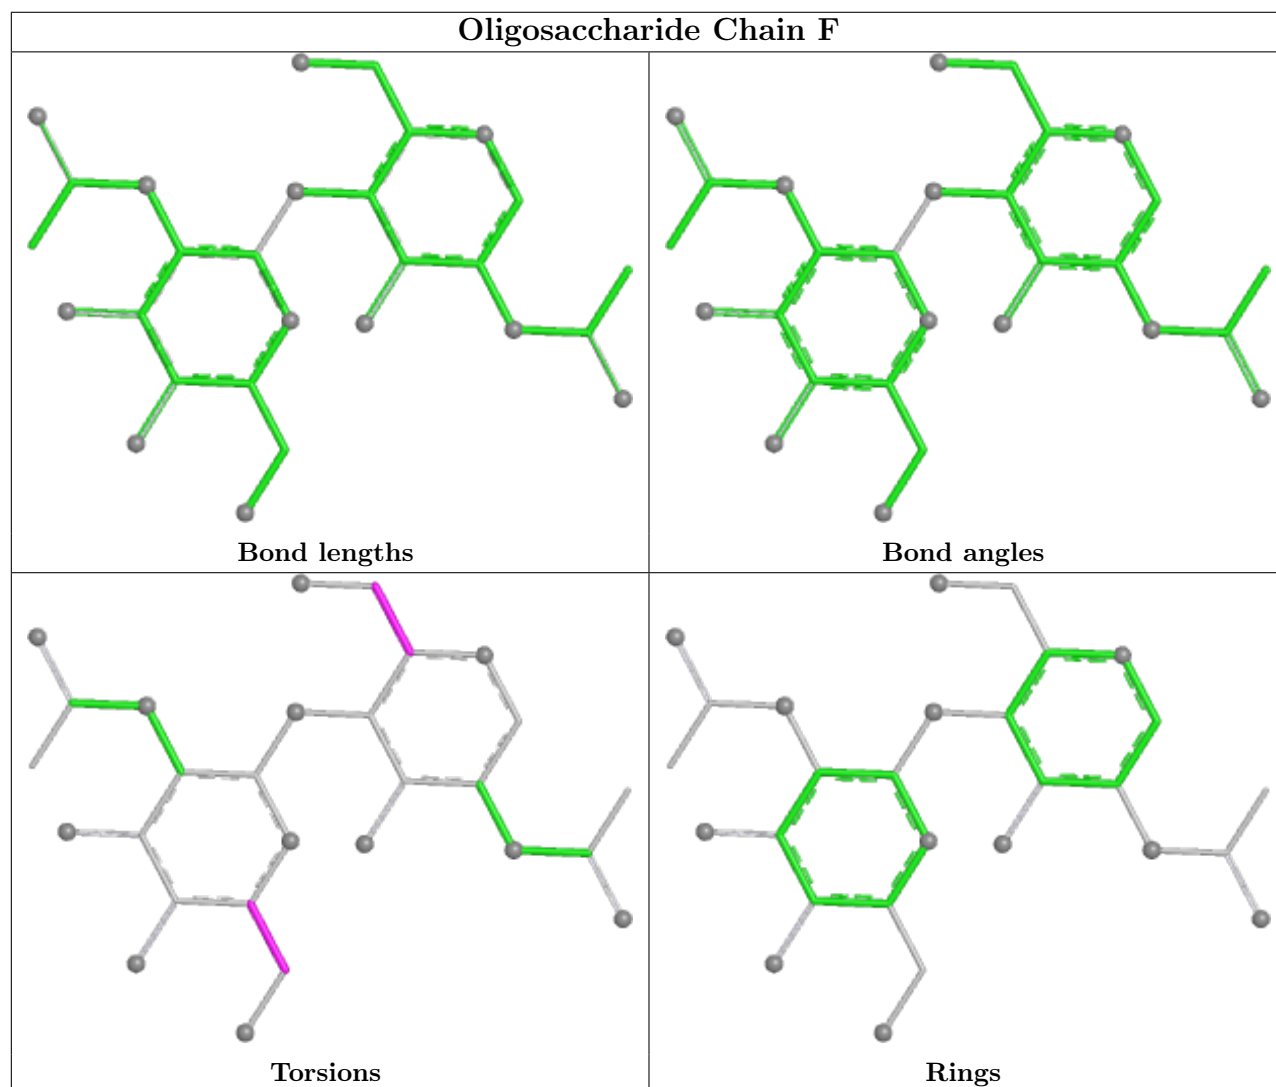 Oligosaccharide Chain F
Bond lengths
Bond angles
Torsions
Rings